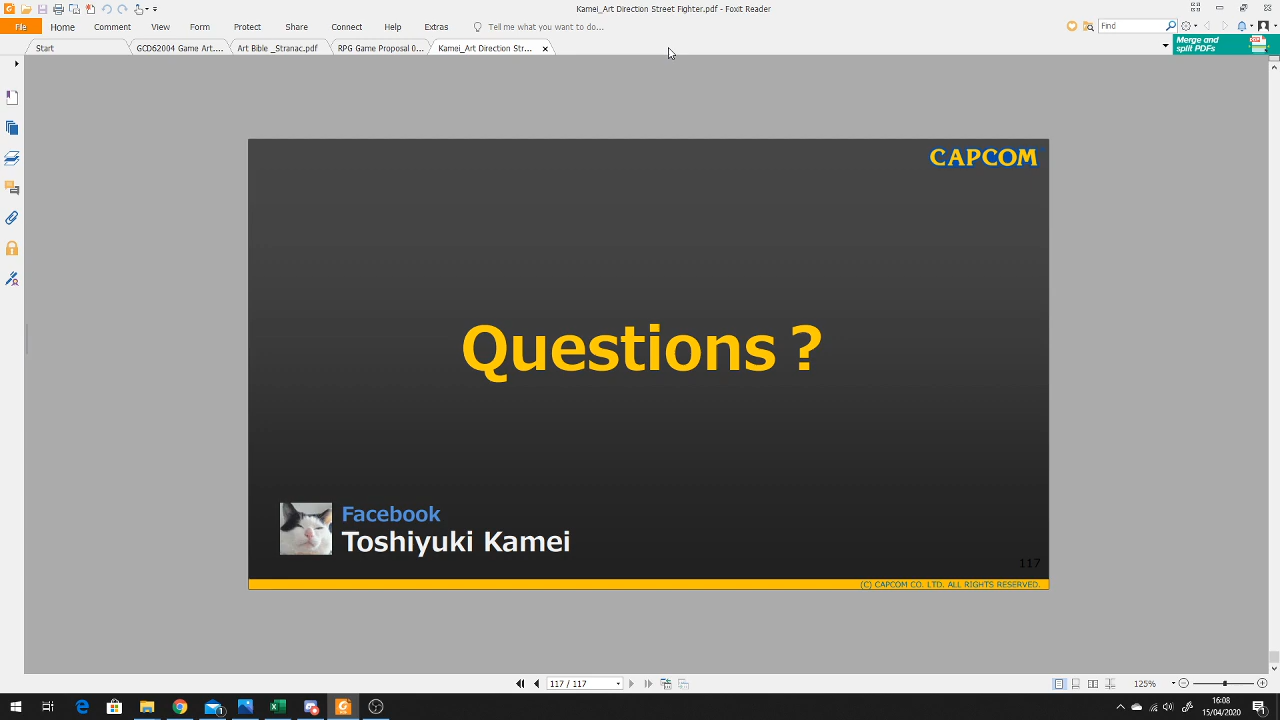 Kamei_Art Direction Street Fighter.pdf - Foxit Reader
File Home Comment View Form Protect Share Connect Help Extras Tell me what you want to do... Find
Start GCD62004 Game Art.... Art Bible _Stranac.pdf RPG Game Proposal 0... Kamei_Art Direction Str...
Merge and
split PDFs
CAPCOM
Questions ?
Facebook
Toshiyuki Kamei
117
(C) CAPCOM CO. LTD. ALL RIGHTS RESERVED.
117 / 117
125%
16:08
15/04/2020